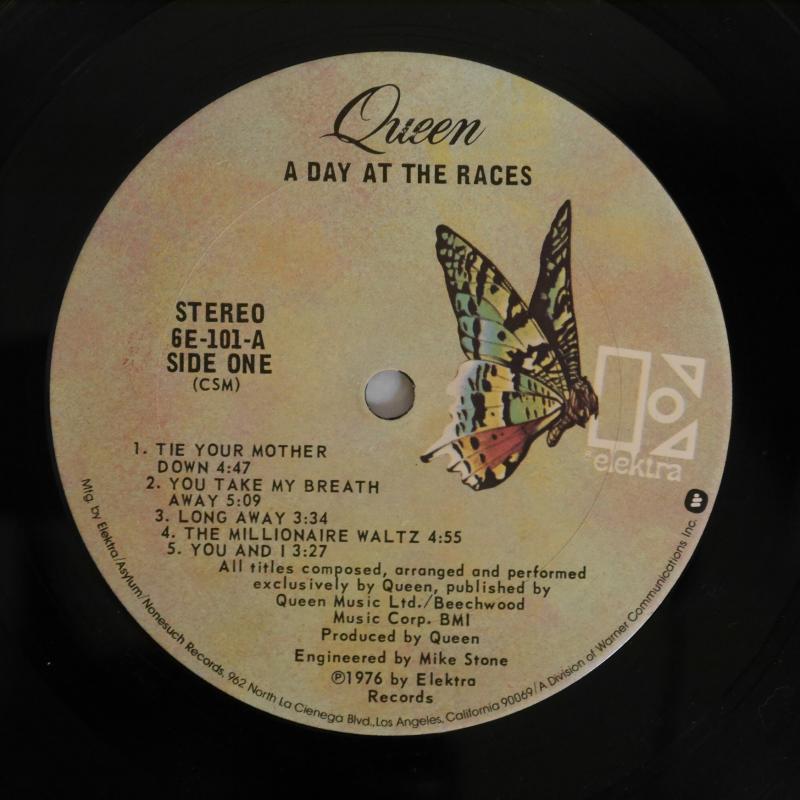 Queen
A DAY AT THE RACES
STEREO
6E-101-A
SIDE ONE
(CSM)
elektra
1. TIE YOUR MOTHER
DOWN 4:47
2. YOU TAKE MY BREATH
AWAY 5:09
3. LONG AWAY 3:34
4. THE MILLIONAIRE WALTZ 4:55
5. YOU AND I 3:27
All titles composed, arranged and performed
exclusively by Queen, published by
Queen Music Ltd./Beechwood
Music Corp. BMI
Produced by Queen
Engineered by Mike Stone
℗1976 by Elektra
Records
Mfg. by Elektra/Asylum/Nonesuch Records, 962 North La Cienega Blvd., Los Angeles, California 90069/A Division of Warner Communications Inc.